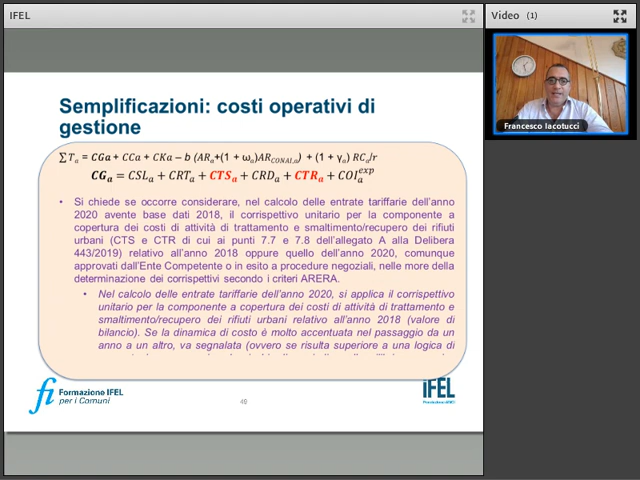 IFEL
Video (1)
Francesco Iacotucci
Semplificazioni: costi operativi di
gestione
∑Tₐ = CGa + CCa + CKa – b (ARₐ+(1 + ωₐ)AR_CONAI,ₐ) + (1 + γₐ) RCₐ/r
CGₐ = CSLₐ + CRTₐ + CTSₐ + CRDₐ + CTRₐ + COIₐ^exp
• Si chiede se occorre considerare, nel calcolo delle entrate tariffarie dell'anno
2020 avente base dati 2018, il corrispettivo unitario per la componente a
copertura dei costi di attività di trattamento e smaltimento/recupero dei rifiuti
urbani (CTS e CTR di cui ai punti 7.7 e 7.8 dell'allegato A alla Delibera
443/2019) relativo all'anno 2018 oppure quello dell'anno 2020, comunque
approvati dall'Ente Competente o in esito a procedure negoziali, nelle more della
determinazione dei corrispettivi secondo i criteri ARERA.
• Nel calcolo delle entrate tariffarie dell'anno 2020, si applica il corrispettivo
unitario per la componente a copertura dei costi di attività di trattamento e
smaltimento/recupero dei rifiuti urbani relativo all'anno 2018 (valore di
bilancio). Se la dinamica di costo è molto accentuata nel passaggio da un
anno a un altro, va segnalata (ovvero se risulta superiore a una logica di
fi Formazione IFEL
per i Comuni
49
IFEL